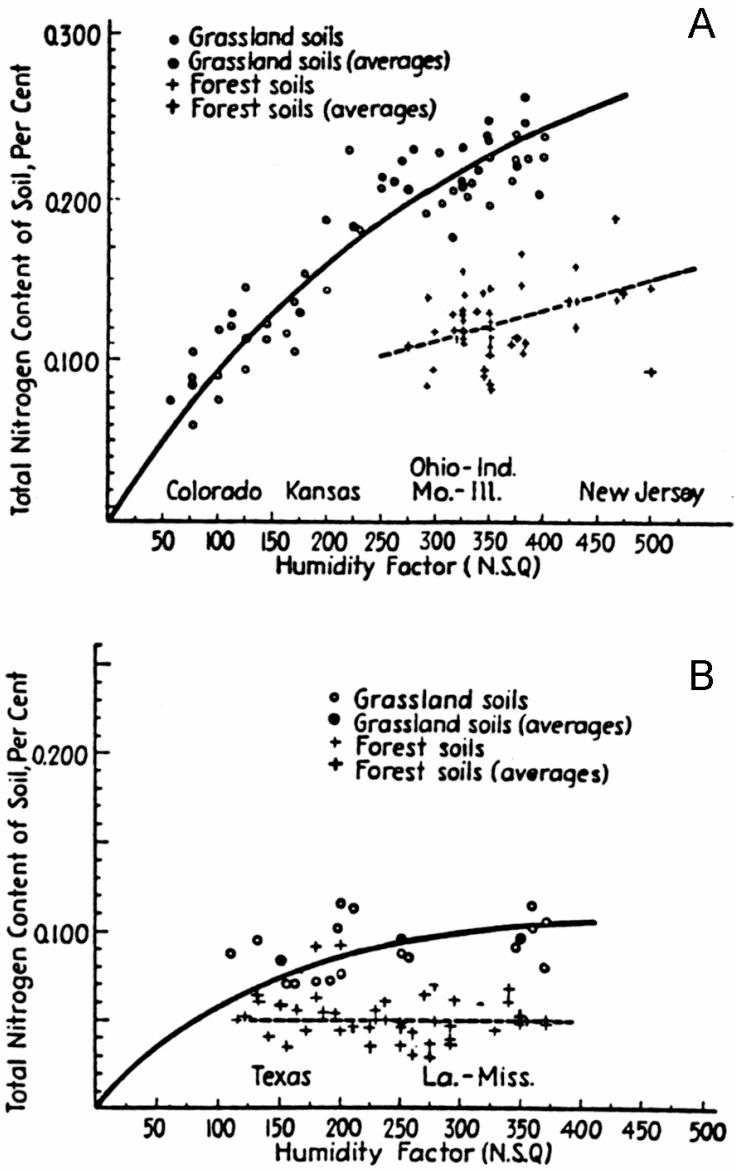 A
0.300
Grassland soils
Grassland soils (averages)
Forest soils
Forest soils (averages)
0.200
0.100
Total Nitrogen Content of Soil, Per Cent
Colorado Kansas Ohio-Ind. Mo.-Ill. New Jersey
50 100 150 200 250 300 350 400 450 500
Humidity Factor (N.S.Q)
B
Grassland soils
Grassland soils (averages)
Forest soils
Forest soils (averages)
0.200
0.100
Total Nitrogen Content of Soil, Per Cent
Texas La.-Miss.
50 100 150 200 250 300 350 400 450 500
Humidity Factor (N.S.Q)